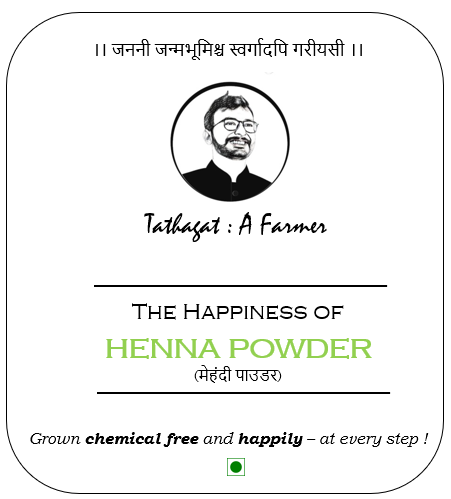 ।। जननी जन्मभूमिश्च स्वर्गादपि गरीयसी ।।
Tathagat : A Farmer
The Happiness of
HENNA POWDER
(मेहंदी पाउडर)
Grown chemical free and happily – at every step !